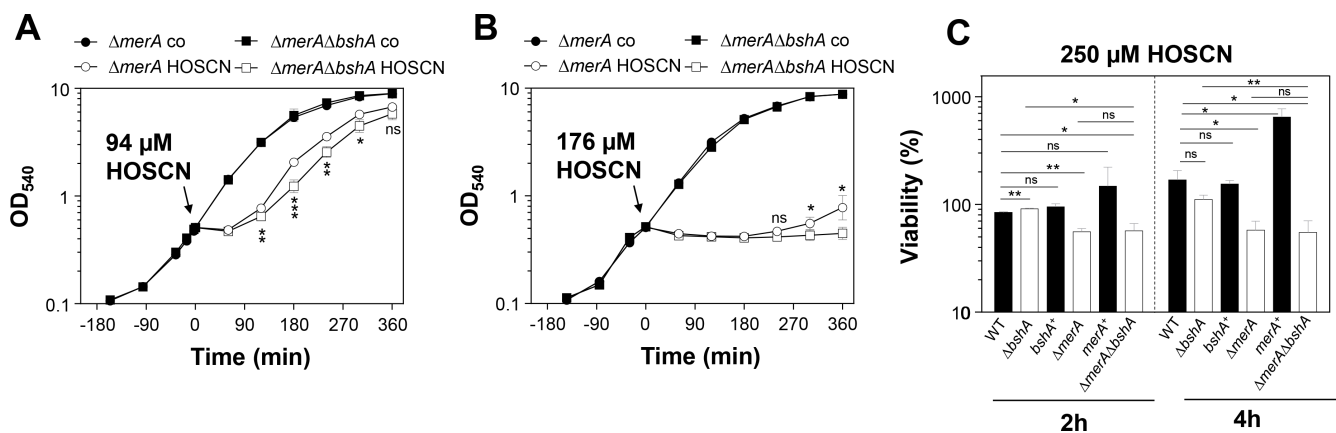 A
ΔmerA co
ΔmerAΔbshA co
ΔmerA HOSCN
ΔmerAΔbshA HOSCN
10
1
0.1
OD540
94 µM
HOSCN
**
***
**
*
ns
-180 -90 0 90 180 270 360
Time (min)
B
ΔmerA co
ΔmerAΔbshA co
ΔmerA HOSCN
ΔmerAΔbshA HOSCN
10
1
0.1
OD540
176 µM
HOSCN
ns
*
*
-180 -90 0 90 180 270 360
Time (min)
C
250 µM HOSCN
Viability (%)
1000
100
10
*
ns
*
ns
**
ns
**
**
ns
*
*
*
ns
ns
WT
ΔbshA
bshA+
ΔmerA
merA+
ΔmerAΔbshA
WT
ΔbshA
bshA+
ΔmerA
merA+
ΔmerAΔbshA
2h
4h